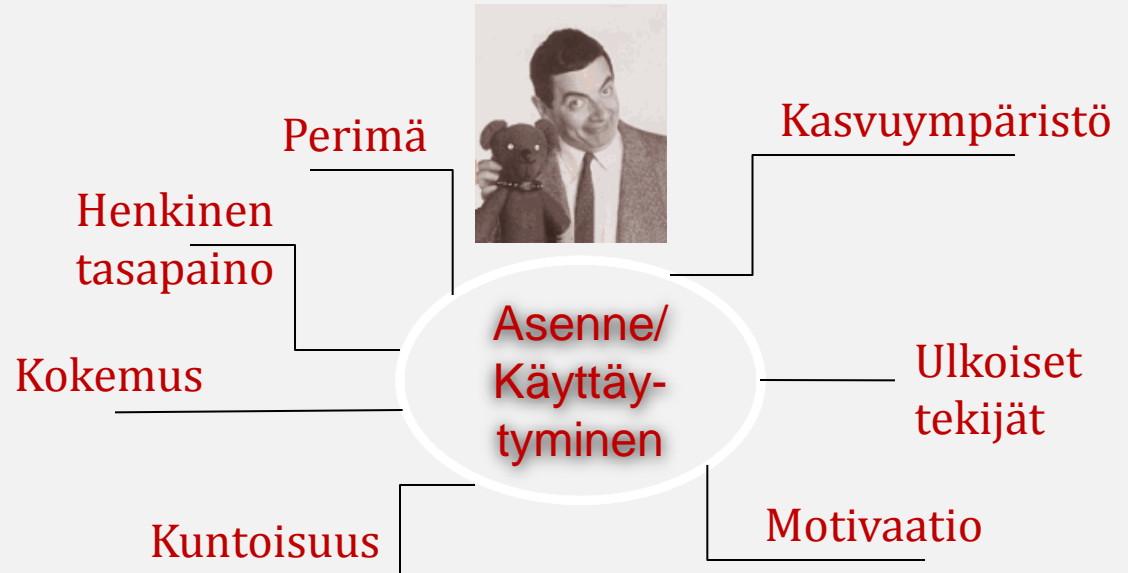 Perimä
Kasvuympäristö
Henkinen
tasapaino
Asenne/
Käyttäy-
tyminen
Kokemus
Ulkoiset
tekijät
Kuntoisuus
Motivaatio